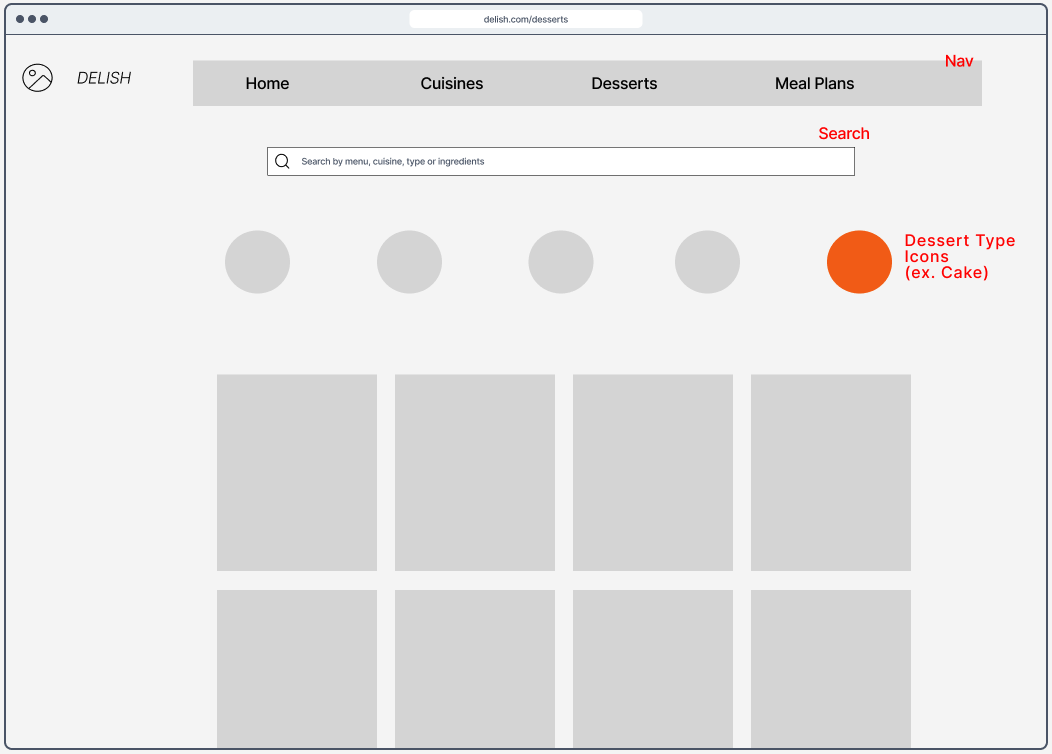 delish.com/desserts
DELISH
Home
Cuisines
Desserts
Meal Plans
Nav
Search
Search by menu, cuisine, type or ingredients
Dessert Type
Icons
(ex. Cake)